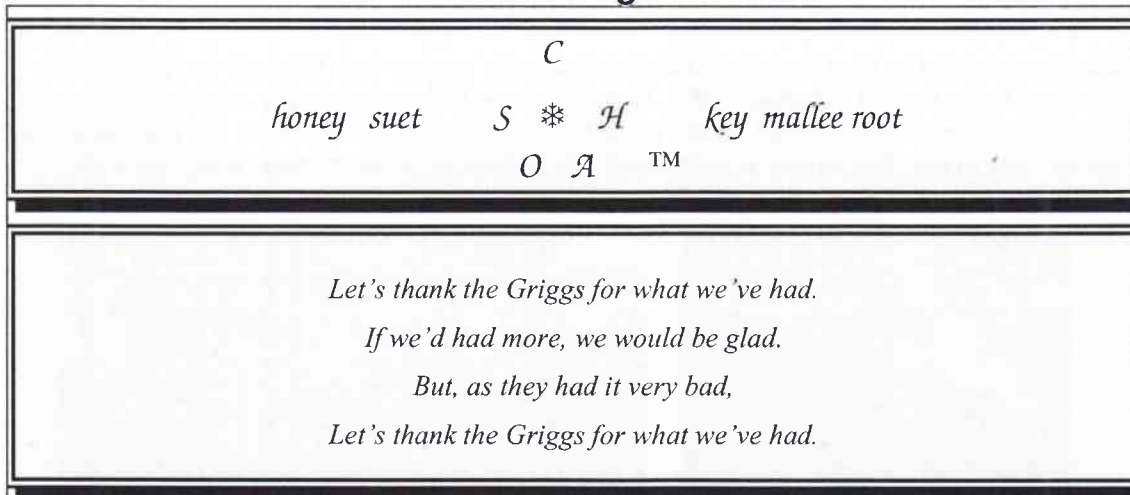 C
honey suet S ❄ H key mallee root
O A TM
Let's thank the Griggs for what we've had.
If we'd had more, we would be glad.
But, as they had it very bad,
Let's thank the Griggs for what we've had.